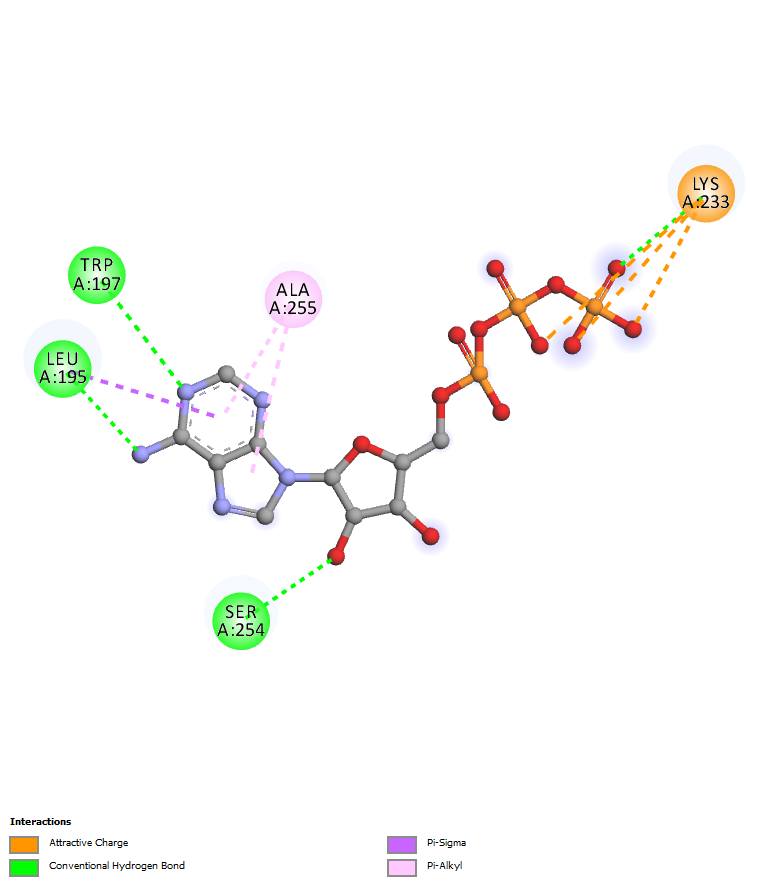 LYS
A:233
TRP
A:197
ALA
A:255
LEU
A:195
SER
A:254
Interactions
Attractive Charge
Conventional Hydrogen Bond
Pi-Sigma
Pi-Alkyl